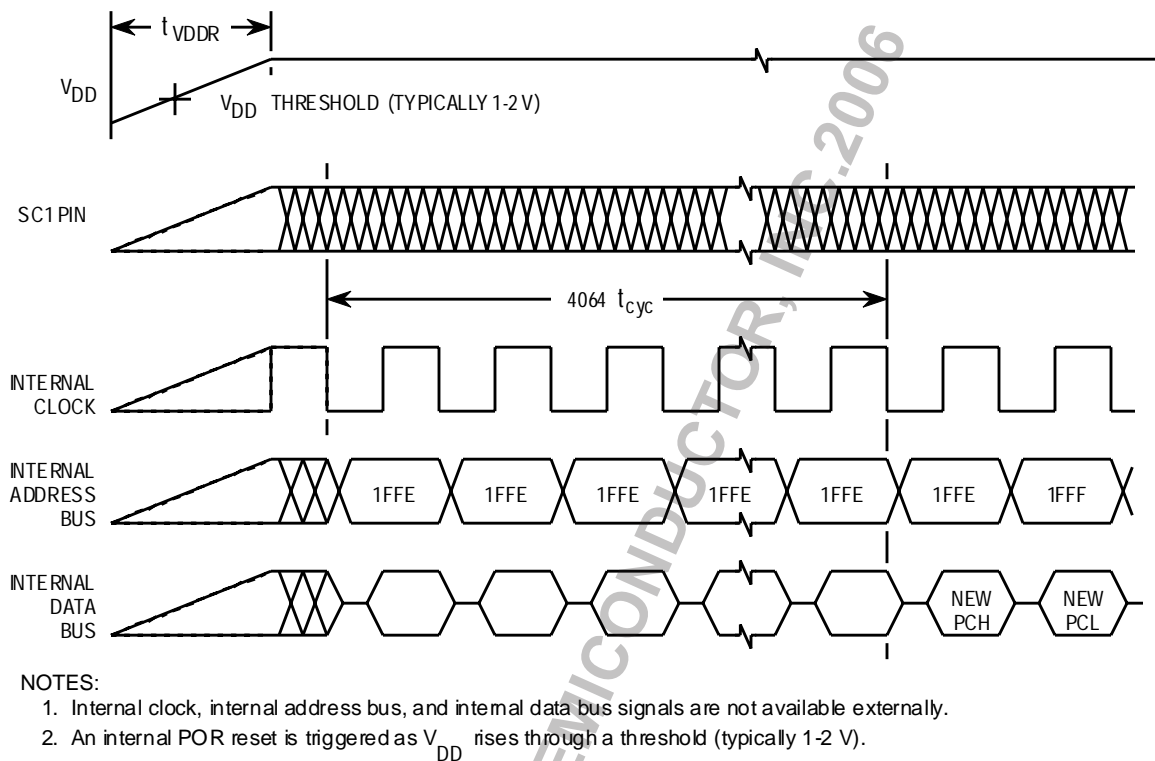 t VDDR
VDD
VDD THRESHOLD (TYPICALLY 1-2 V)
SC1 PIN
4064 tcyc
INTERNAL
CLOCK
INTERNAL
ADDRESS
BUS
1FFE 1FFE 1FFE 1FFE 1FFE 1FFE 1FFF
INTERNAL
DATA
BUS
NEW
PCH
NEW
PCL
NOTES:
1. Internal clock, internal address bus, and internal data bus signals are not available externally.
2. An internal POR reset is triggered as VDD rises through a threshold (typically 1-2 V).
EMICONDUCTOR, INC.2006